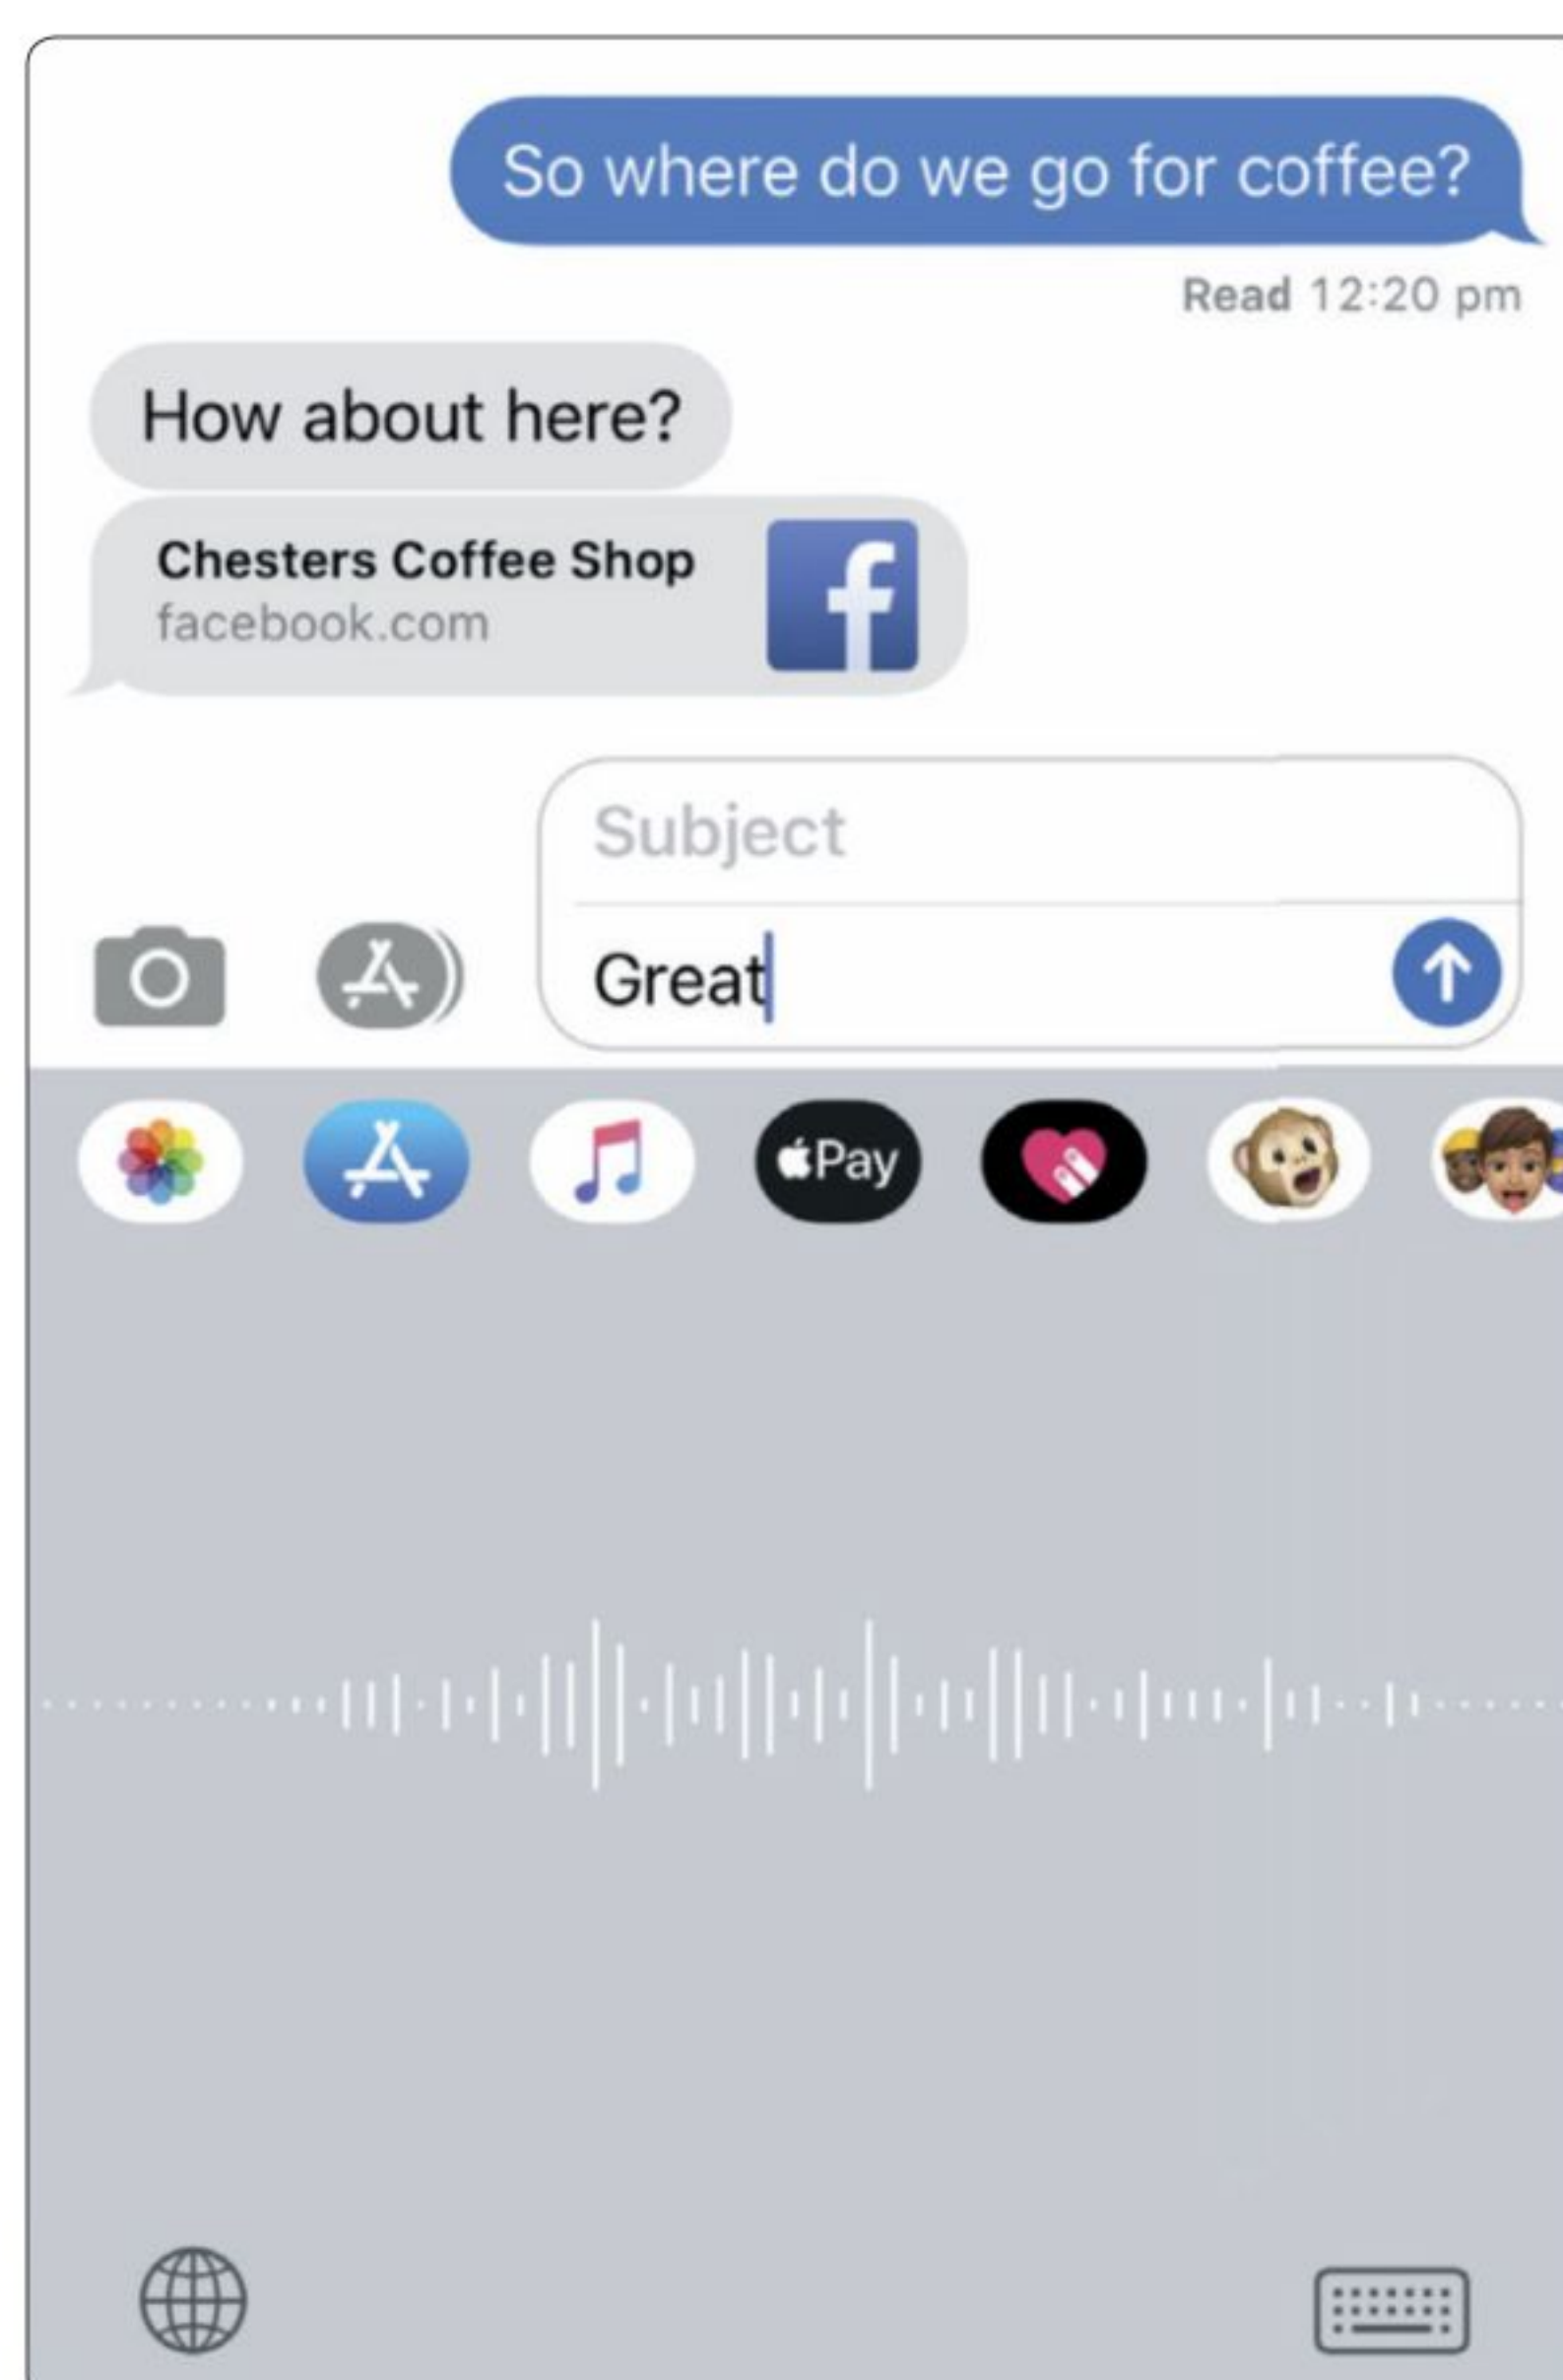 So where do we go for coffee?
Read 12:20 pm
How about here?
Chesters Coffee Shop
facebook.com
f
Subject
Great
Pay